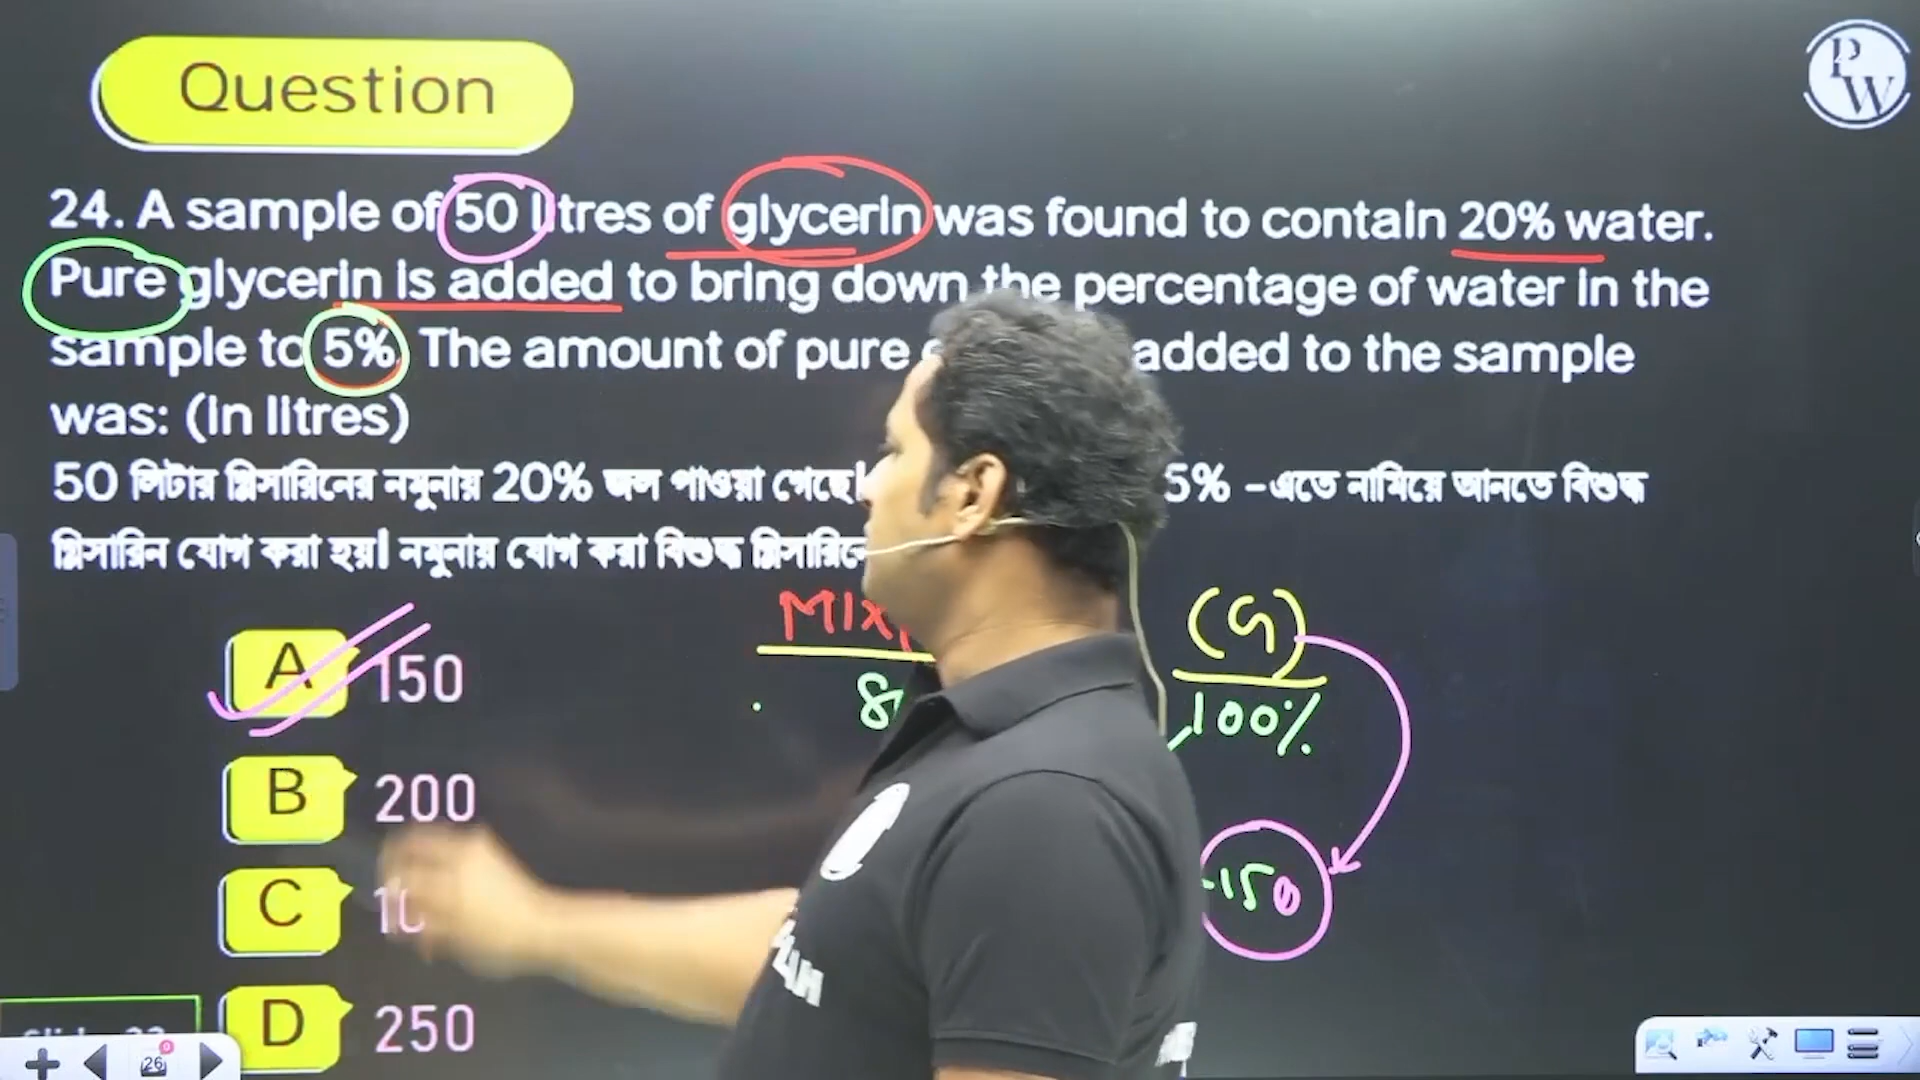 Question
PW
24. A sample of 50 litres of glycerin was found to contain 20% water.
Pure glycerin is added to bring down the percentage of water in the
sample to 5%. The amount of pure added to the sample
was: (in litres)
50 লিটার গ্লিসারিনের নমুনায় 20% জল পাওয়া গেছে। 5% -এতে নামিয়ে আনতে বিশুদ্ধ
গ্লিসারিন যোগ করা হয়। নমুনায় যোগ করা বিশুদ্ধ
(G)
100%
A 150
B 200
150
C
D 250
26